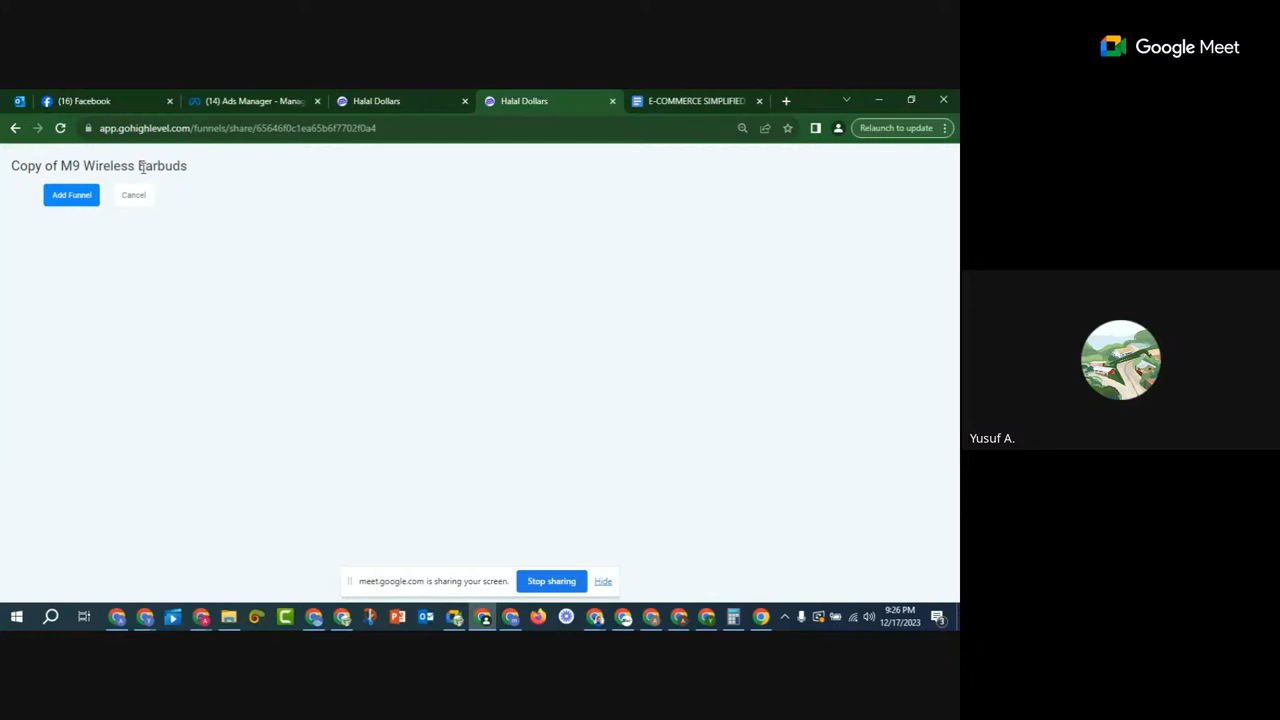 Google Meet
(16) Facebook
(14) Ads Manager - Manag
Halal Dollars
Halal Dollars
E-COMMERCE SIMPLIFIED
app.gohighlevel.com/funnels/share/65646f0c1ea65b6f7702f0a4
Relaunch to update
Copy of M9 Wireless Earbuds
Add Funnel
Cancel
Yusuf A.
meet.google.com is sharing your screen.
Stop sharing
Hide
9:26 PM
12/17/2023
3